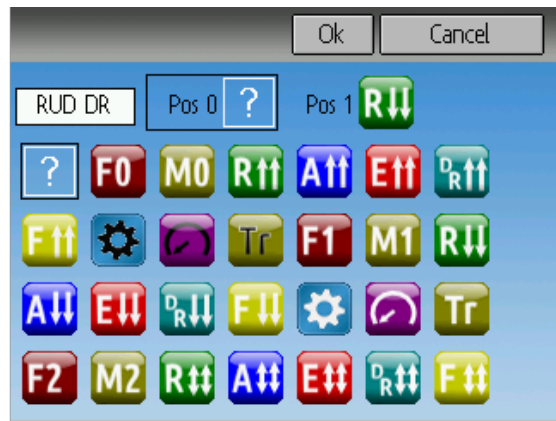 Ok Cancel
RUD DR Pos 0 ? Pos 1 R↓↓
? F0 M0 R↑↑ A↑↑ E↑↑ DR↑↑
F↑↑ Tr F1 M1 R↓↓
A↓↓ E↓↓ DR↓↓ F↓↓ Tr
F2 M2 R⇅ A⇅ E⇅ DR⇅ F⇅